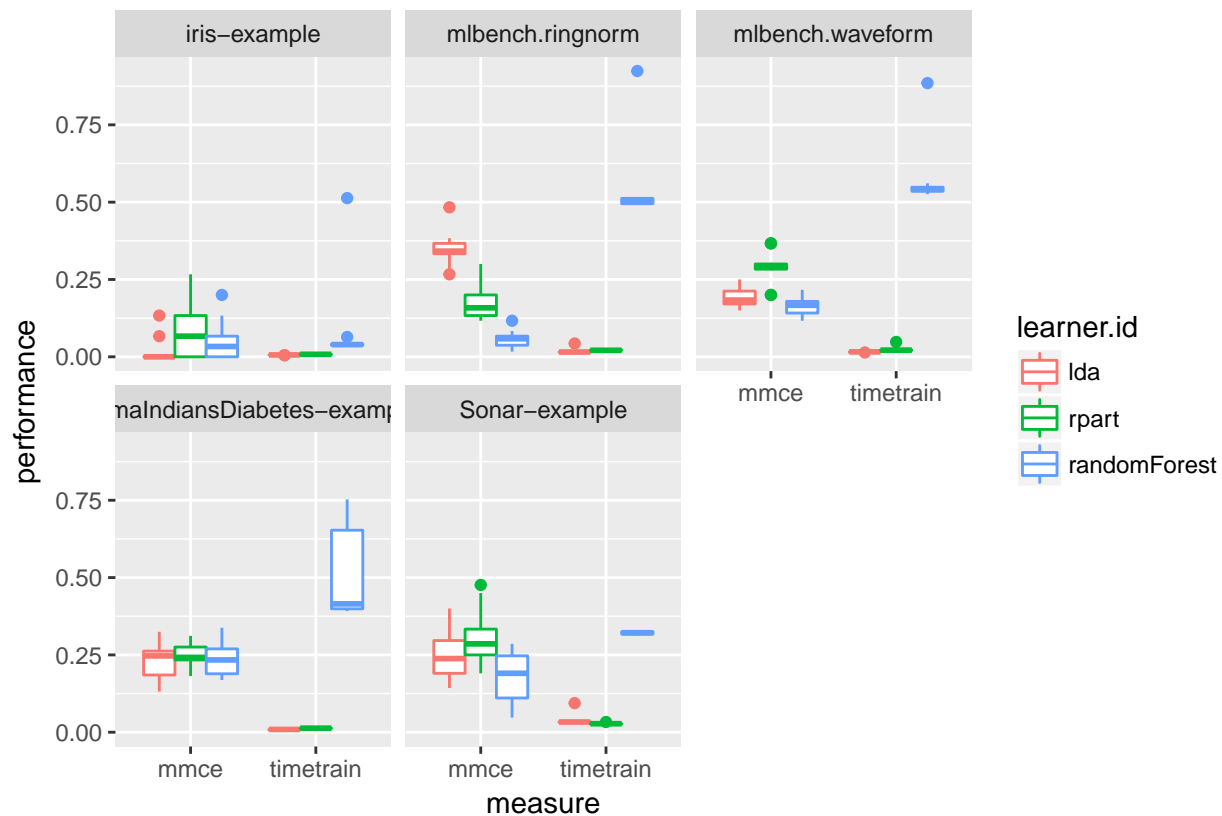 iris−example mlbench.ringnorm mlbench.waveform
0.75
0.50
0.25
0.00
mmce timetrain
maIndiansDiabetes−examp Sonar−example
0.75
0.50
0.25
0.00
mmce timetrain mmce timetrain
measure
performance
learner.id
lda
rpart
randomForest